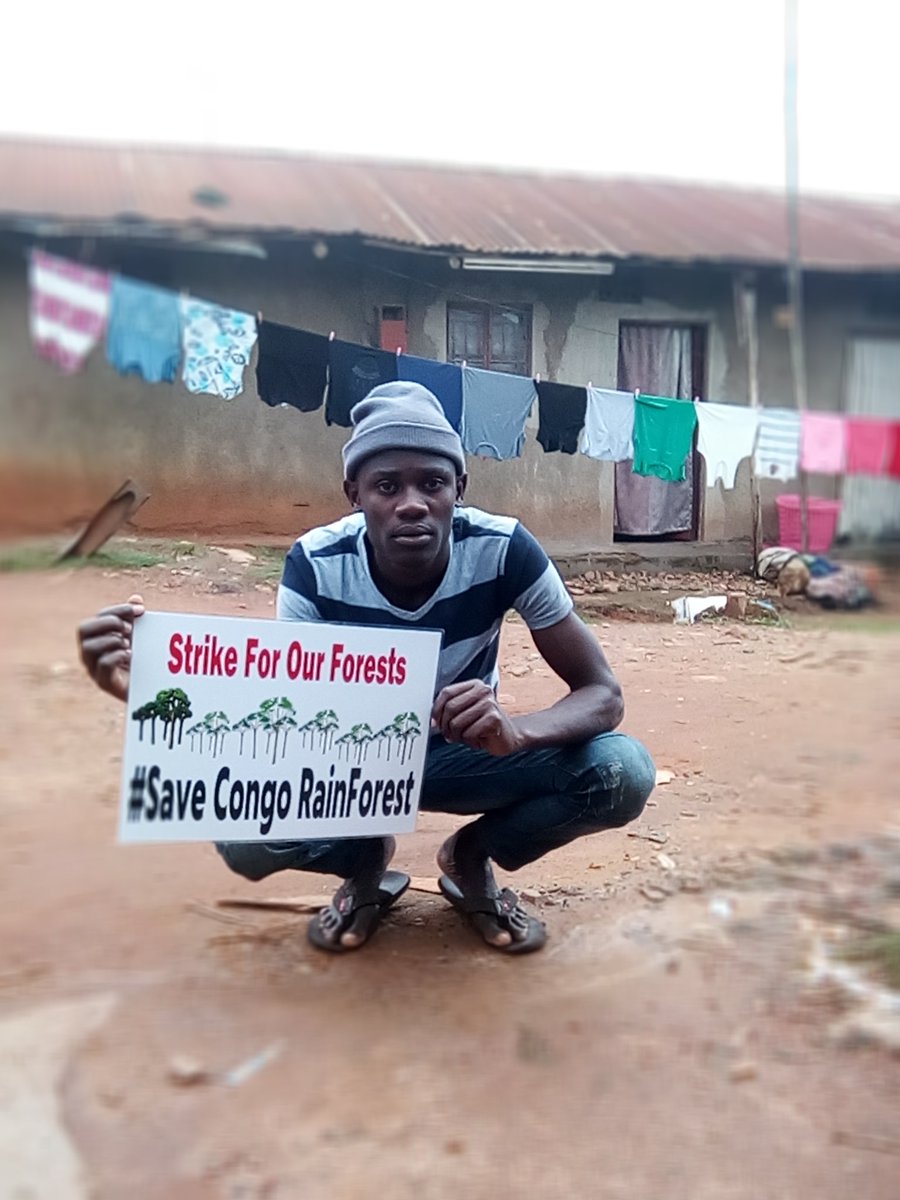 Strike For Our Forests
#Save Congo RainForest